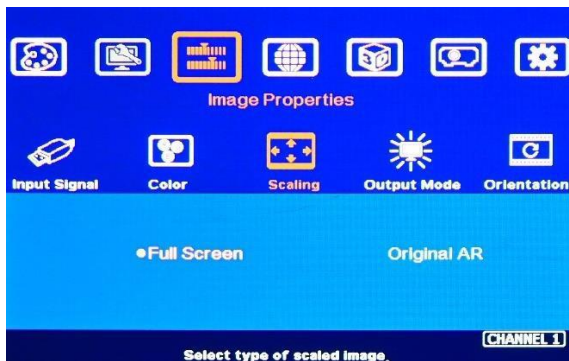 Image Properties
Input Signal Color Scaling Output Mode Orientation
Full Screen Original AR
CHANNEL 1
Select type of scaled image.